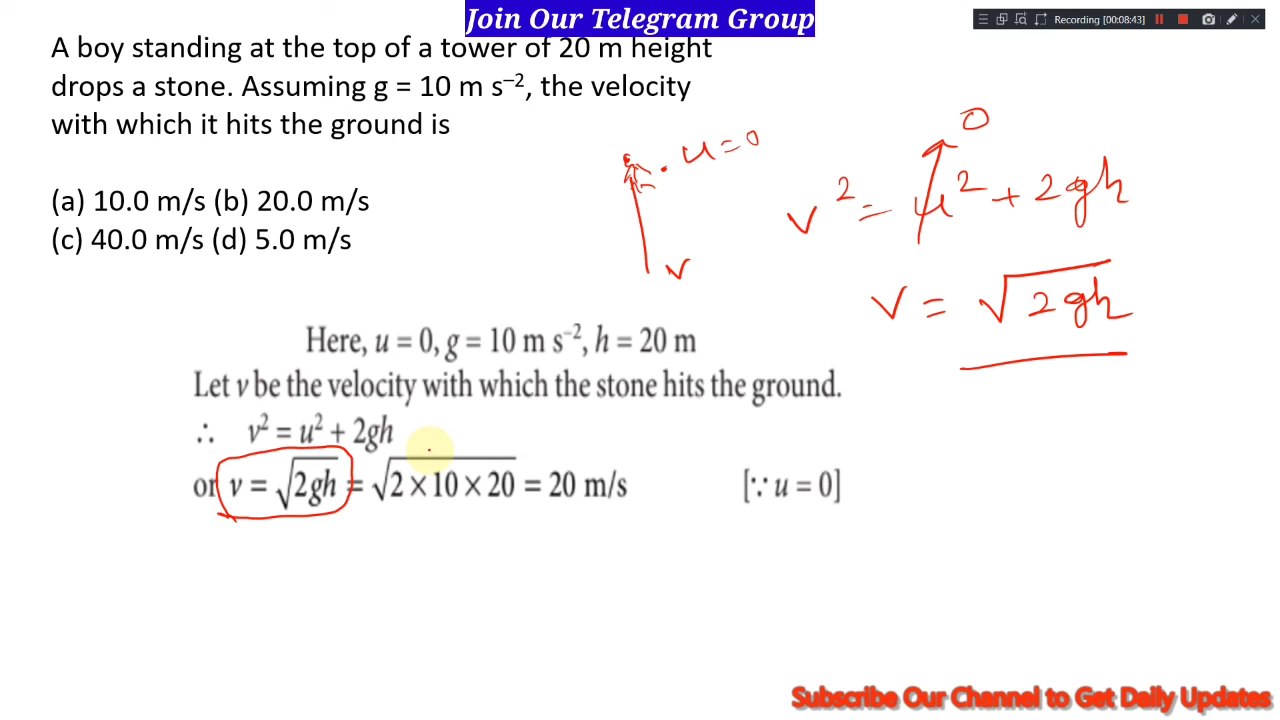 Join Our Telegram Group
Recording [00:08:43]
A boy standing at the top of a tower of 20 m height
drops a stone. Assuming g = 10 m s⁻², the velocity
with which it hits the ground is
(a) 10.0 m/s (b) 20.0 m/s
(c) 40.0 m/s (d) 5.0 m/s
u = 0
v
0
v² = u² + 2gh
v = √2gh
Here, u = 0, g = 10 m s⁻², h = 20 m
Let v be the velocity with which the stone hits the ground.
∴ v² = u² + 2gh
or v = √2gh = √2 × 10 × 20 = 20 m/s [∵ u = 0]
Subscribe Our Channel to Get Daily Updates